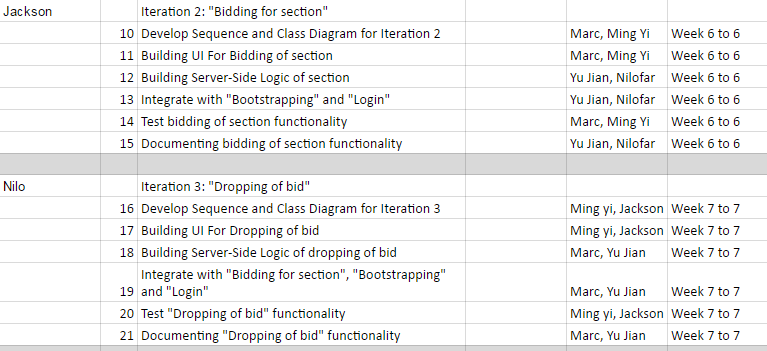 Jackson Iteration 2: "Bidding for section"
10 Develop Sequence and Class Diagram for Iteration 2 Marc, Ming Yi Week 6 to 6
11 Building UI For Bidding of section Marc, Ming Yi Week 6 to 6
12 Building Server-Side Logic of section Yu Jian, Nilofar Week 6 to 6
13 Integrate with "Bootstrapping" and "Login" Yu Jian, Nilofar Week 6 to 6
14 Test bidding of section functionality Marc, Ming Yi Week 6 to 6
15 Documenting bidding of section functionality Yu Jian, Nilofar Week 6 to 6
Nilo Iteration 3: "Dropping of bid"
16 Develop Sequence and Class Diagram for Iteration 3 Ming yi, Jackson Week 7 to 7
17 Building UI For Dropping of bid Ming yi, Jackson Week 7 to 7
18 Building Server-Side Logic of dropping of bid Marc, Yu Jian Week 7 to 7
Integrate with "Bidding for section", "Bootstrapping"
19 and "Login" Marc, Yu Jian Week 7 to 7
20 Test "Dropping of bid" functionality Ming yi, Jackson Week 7 to 7
21 Documenting "Dropping of bid" functionality Marc, Yu Jian Week 7 to 7